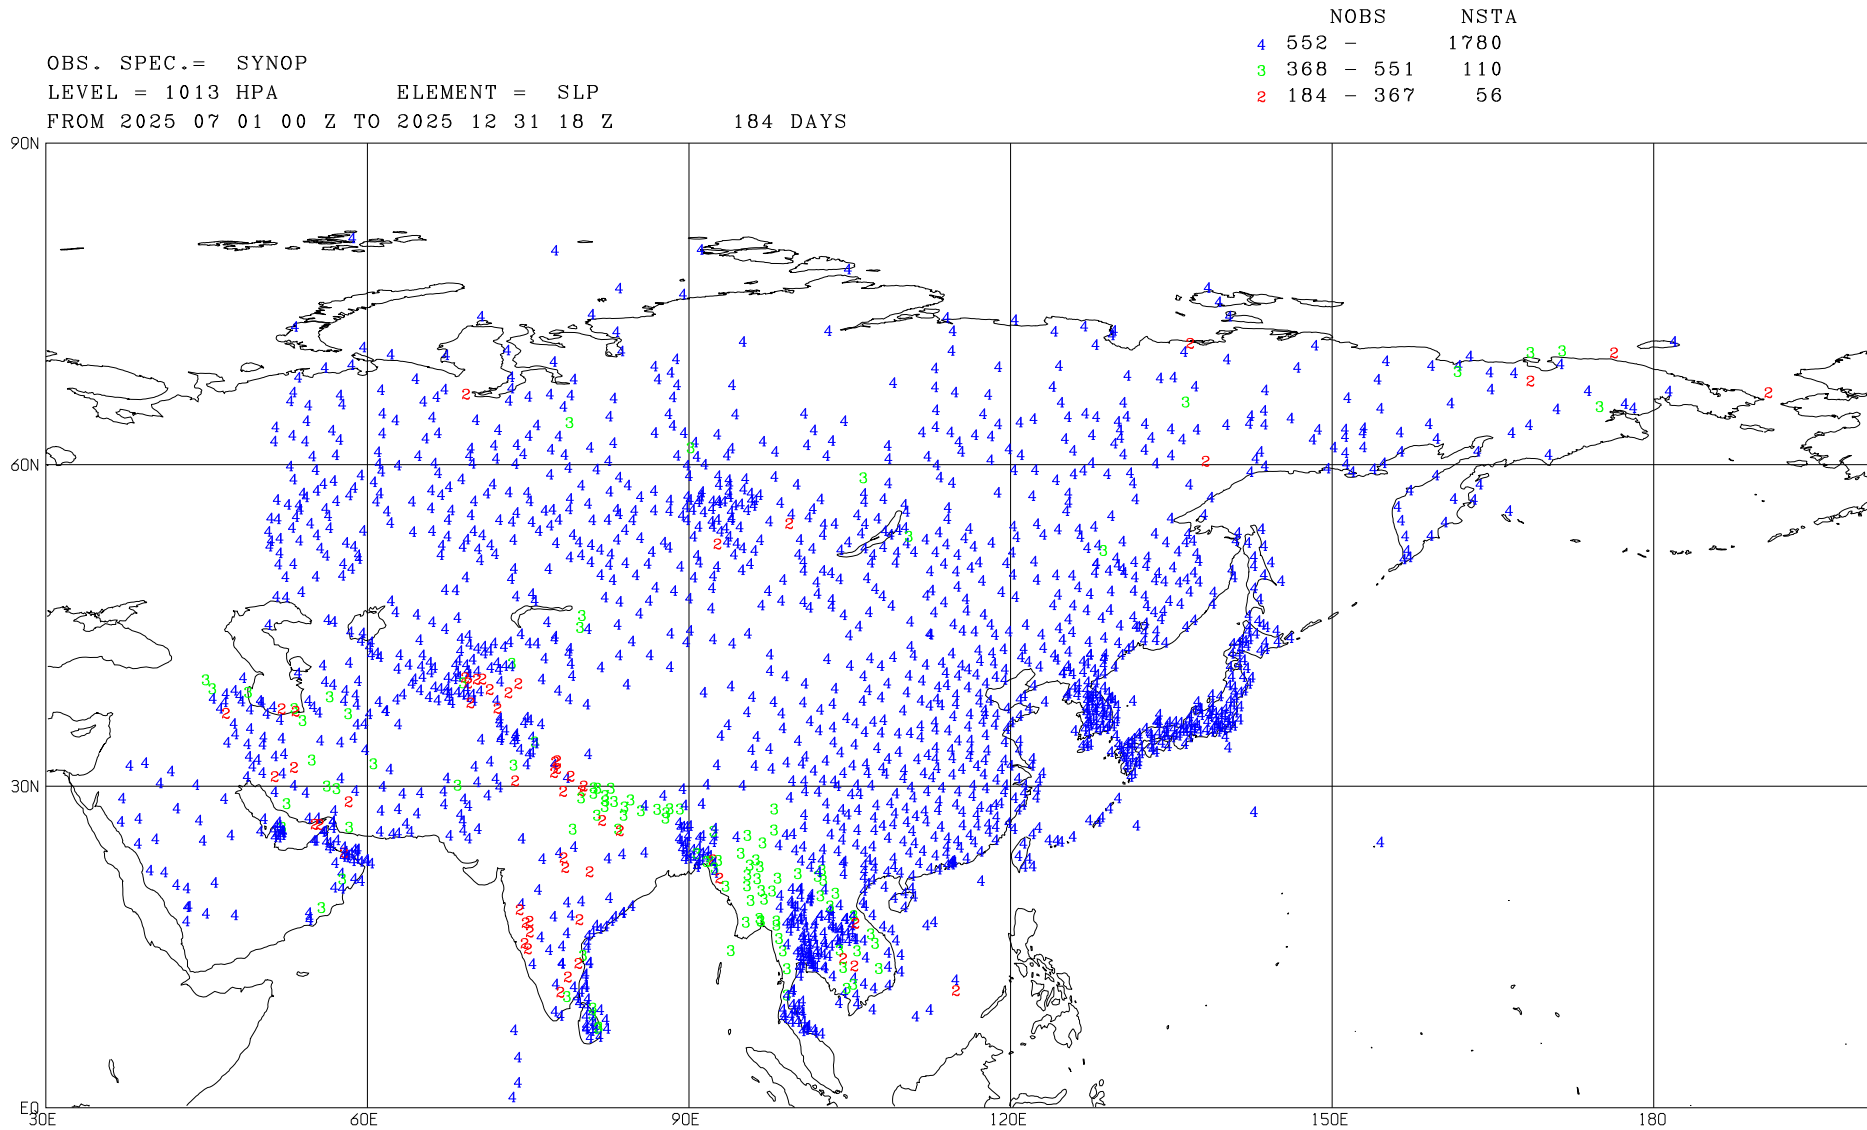 NOBS NSTA
4 552 - 1780
3 368 - 551 110
2 184 - 367 56
OBS. SPEC.= SYNOP
LEVEL = 1013 HPA ELEMENT = SLP
FROM 2025 07 01 00 Z TO 2025 12 31 18 Z 184 DAYS
90N
60N
30N
EQ
30E 60E 90E 120E 150E 180